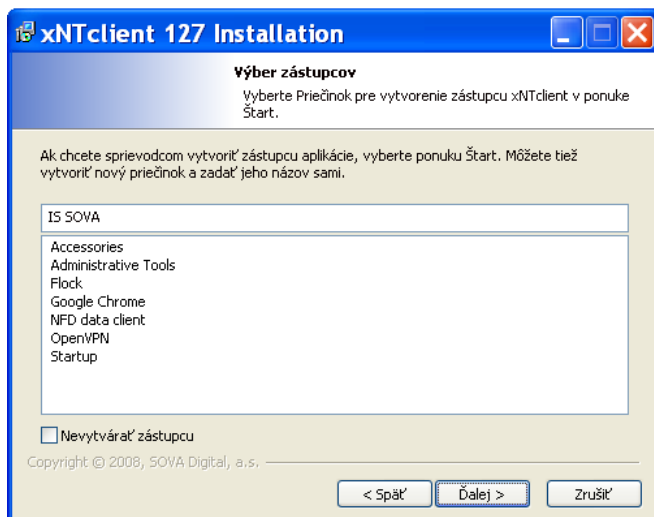 xNTclient 127 Installation
Výber zástupcov
Vyberte Priečinok pre vytvorenie zástupcu xNTclient v ponuke
Štart.
Ak chcete sprievodcom vytvoriť zástupcu aplikácie, vyberte ponuku Štart. Môžete tiež
vytvoriť nový priečinok a zadať jeho názov sami.
IS SOVA
Accessories
Administrative Tools
Flock
Google Chrome
NFD data client
OpenVPN
Startup
Nevytvárať zástupcu
Copyright © 2008, SOVA Digital, a.s.
< Späť Ďalej > Zrušiť